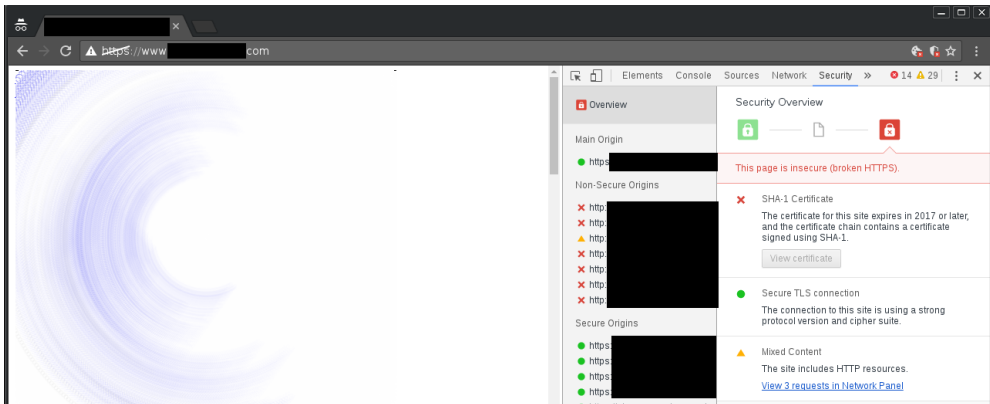 https://www
com
Elements Console Sources Network Security » 14 29
Overview
Main Origin
https
Non-Secure Origins
http:
http:
http:
http:
http:
http:
http:
Secure Origins
https:
https:
https:
https:
Security Overview
This page is insecure (broken HTTPS).
SHA-1 Certificate
The certificate for this site expires in 2017 or later,
and the certificate chain contains a certificate
signed using SHA-1.
View certificate
Secure TLS connection
The connection to this site is using a strong
protocol version and cipher suite.
Mixed Content
The site includes HTTP resources.
View 3 requests in Network Panel